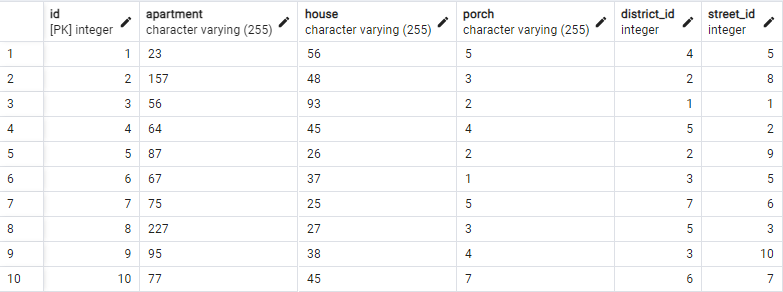 id apartment house porch district_id street_id
[PK] integer character varying (255) character varying (255) character varying (255) integer integer
1 1 23 56 5 4 5
2 2 157 48 3 2 8
3 3 56 93 2 1 1
4 4 64 45 4 5 2
5 5 87 26 2 2 9
6 6 67 37 1 3 5
7 7 75 25 5 7 6
8 8 227 27 3 5 3
9 9 95 38 4 3 10
10 10 77 45 7 6 7